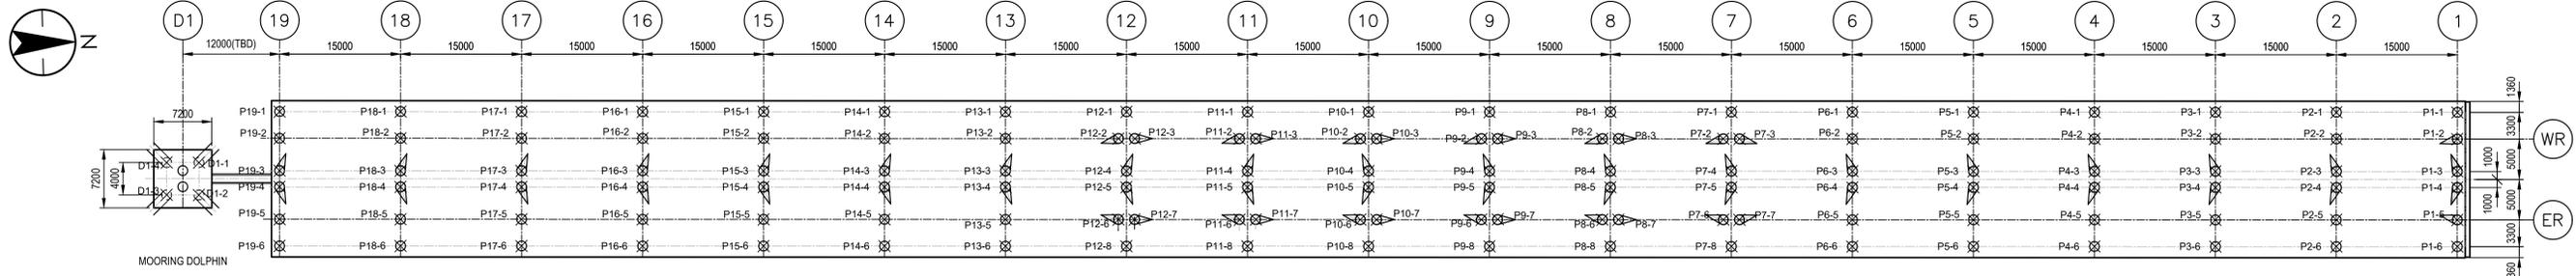 N
D1 19 18 17 16 15 14 13 12 11 10 9 8 7 6 5 4 3 2 1
12000(TBD) 15000 15000 15000 15000 15000 15000 15000 15000 15000 15000 15000 15000 15000 15000 15000 15000 15000 15000
1360
7200
P19-1 P18-1 P17-1 P16-1 P15-1 P14-1 P13-1 P12-1 P11-1 P10-1 P9-1 P8-1 P7-1 P6-1 P5-1 P4-1 P3-1 P2-1 P1-1
3300
P19-2 P18-2 P17-2 P16-2 P15-2 P14-2 P13-2 P12-2 P12-3 P11-2 P11-3 P10-2 P10-3 P9-2 P9-3 P8-2 P8-3 P7-2 P7-3 P6-2 P5-2 P4-2 P3-2 P2-2 P1-2
WR
5000
1000
D1-1
7200
4000
P19-3 P18-3 P17-3 P16-3 P15-3 P14-3 P13-3 P12-4 P11-4 P10-4 P9-4 P8-4 P7-4 P6-3 P5-3 P4-3 P3-3 P2-3 P1-3
P19-4 P18-4 P17-4 P16-4 P15-4 P14-4 P13-4 P12-5 P11-5 P10-5 P9-5 P8-5 P7-5 P6-4 P5-4 P4-4 P3-4 P2-4 P1-4
D1-3 D1-2
1000
5000
P19-5 P18-5 P17-5 P16-5 P15-5 P14-5 P13-5 P12-6 P12-7 P11-6 P11-7 P10-6 P10-7 P9-6 P9-7 P8-6 P8-7 P7-6 P7-7 P6-5 P5-5 P4-5 P3-5 P2-5 P1-5
ER
3300
P19-6 P18-6 P17-6 P16-6 P15-6 P14-6 P13-6 P12-8 P11-8 P10-8 P9-8 P8-8 P7-8 P6-6 P5-6 P4-6 P3-6 P2-6 P1-6
MOORING DOLPHIN